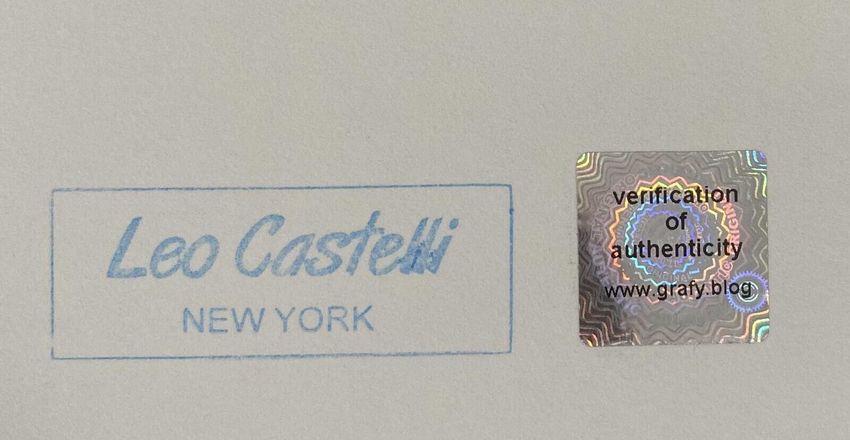 Leo Castelli
NEW YORK
verification
of
authenticity
www.grafy.blog